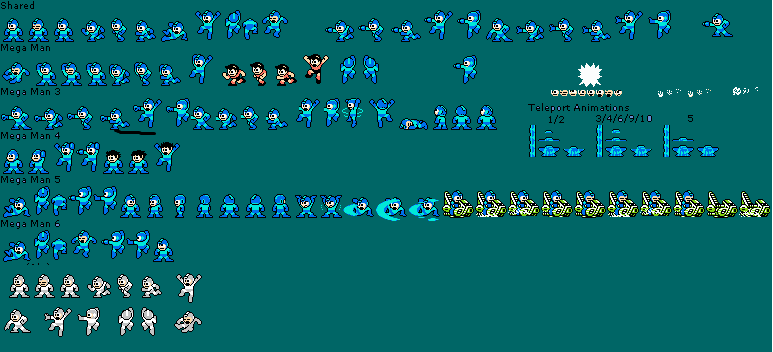 Shared
Mega Man
Mega Man 3
Teleport Animations
1/2 3/4/6/9/10 5
Mega Man 4
Mega Man 5
Mega Man 6